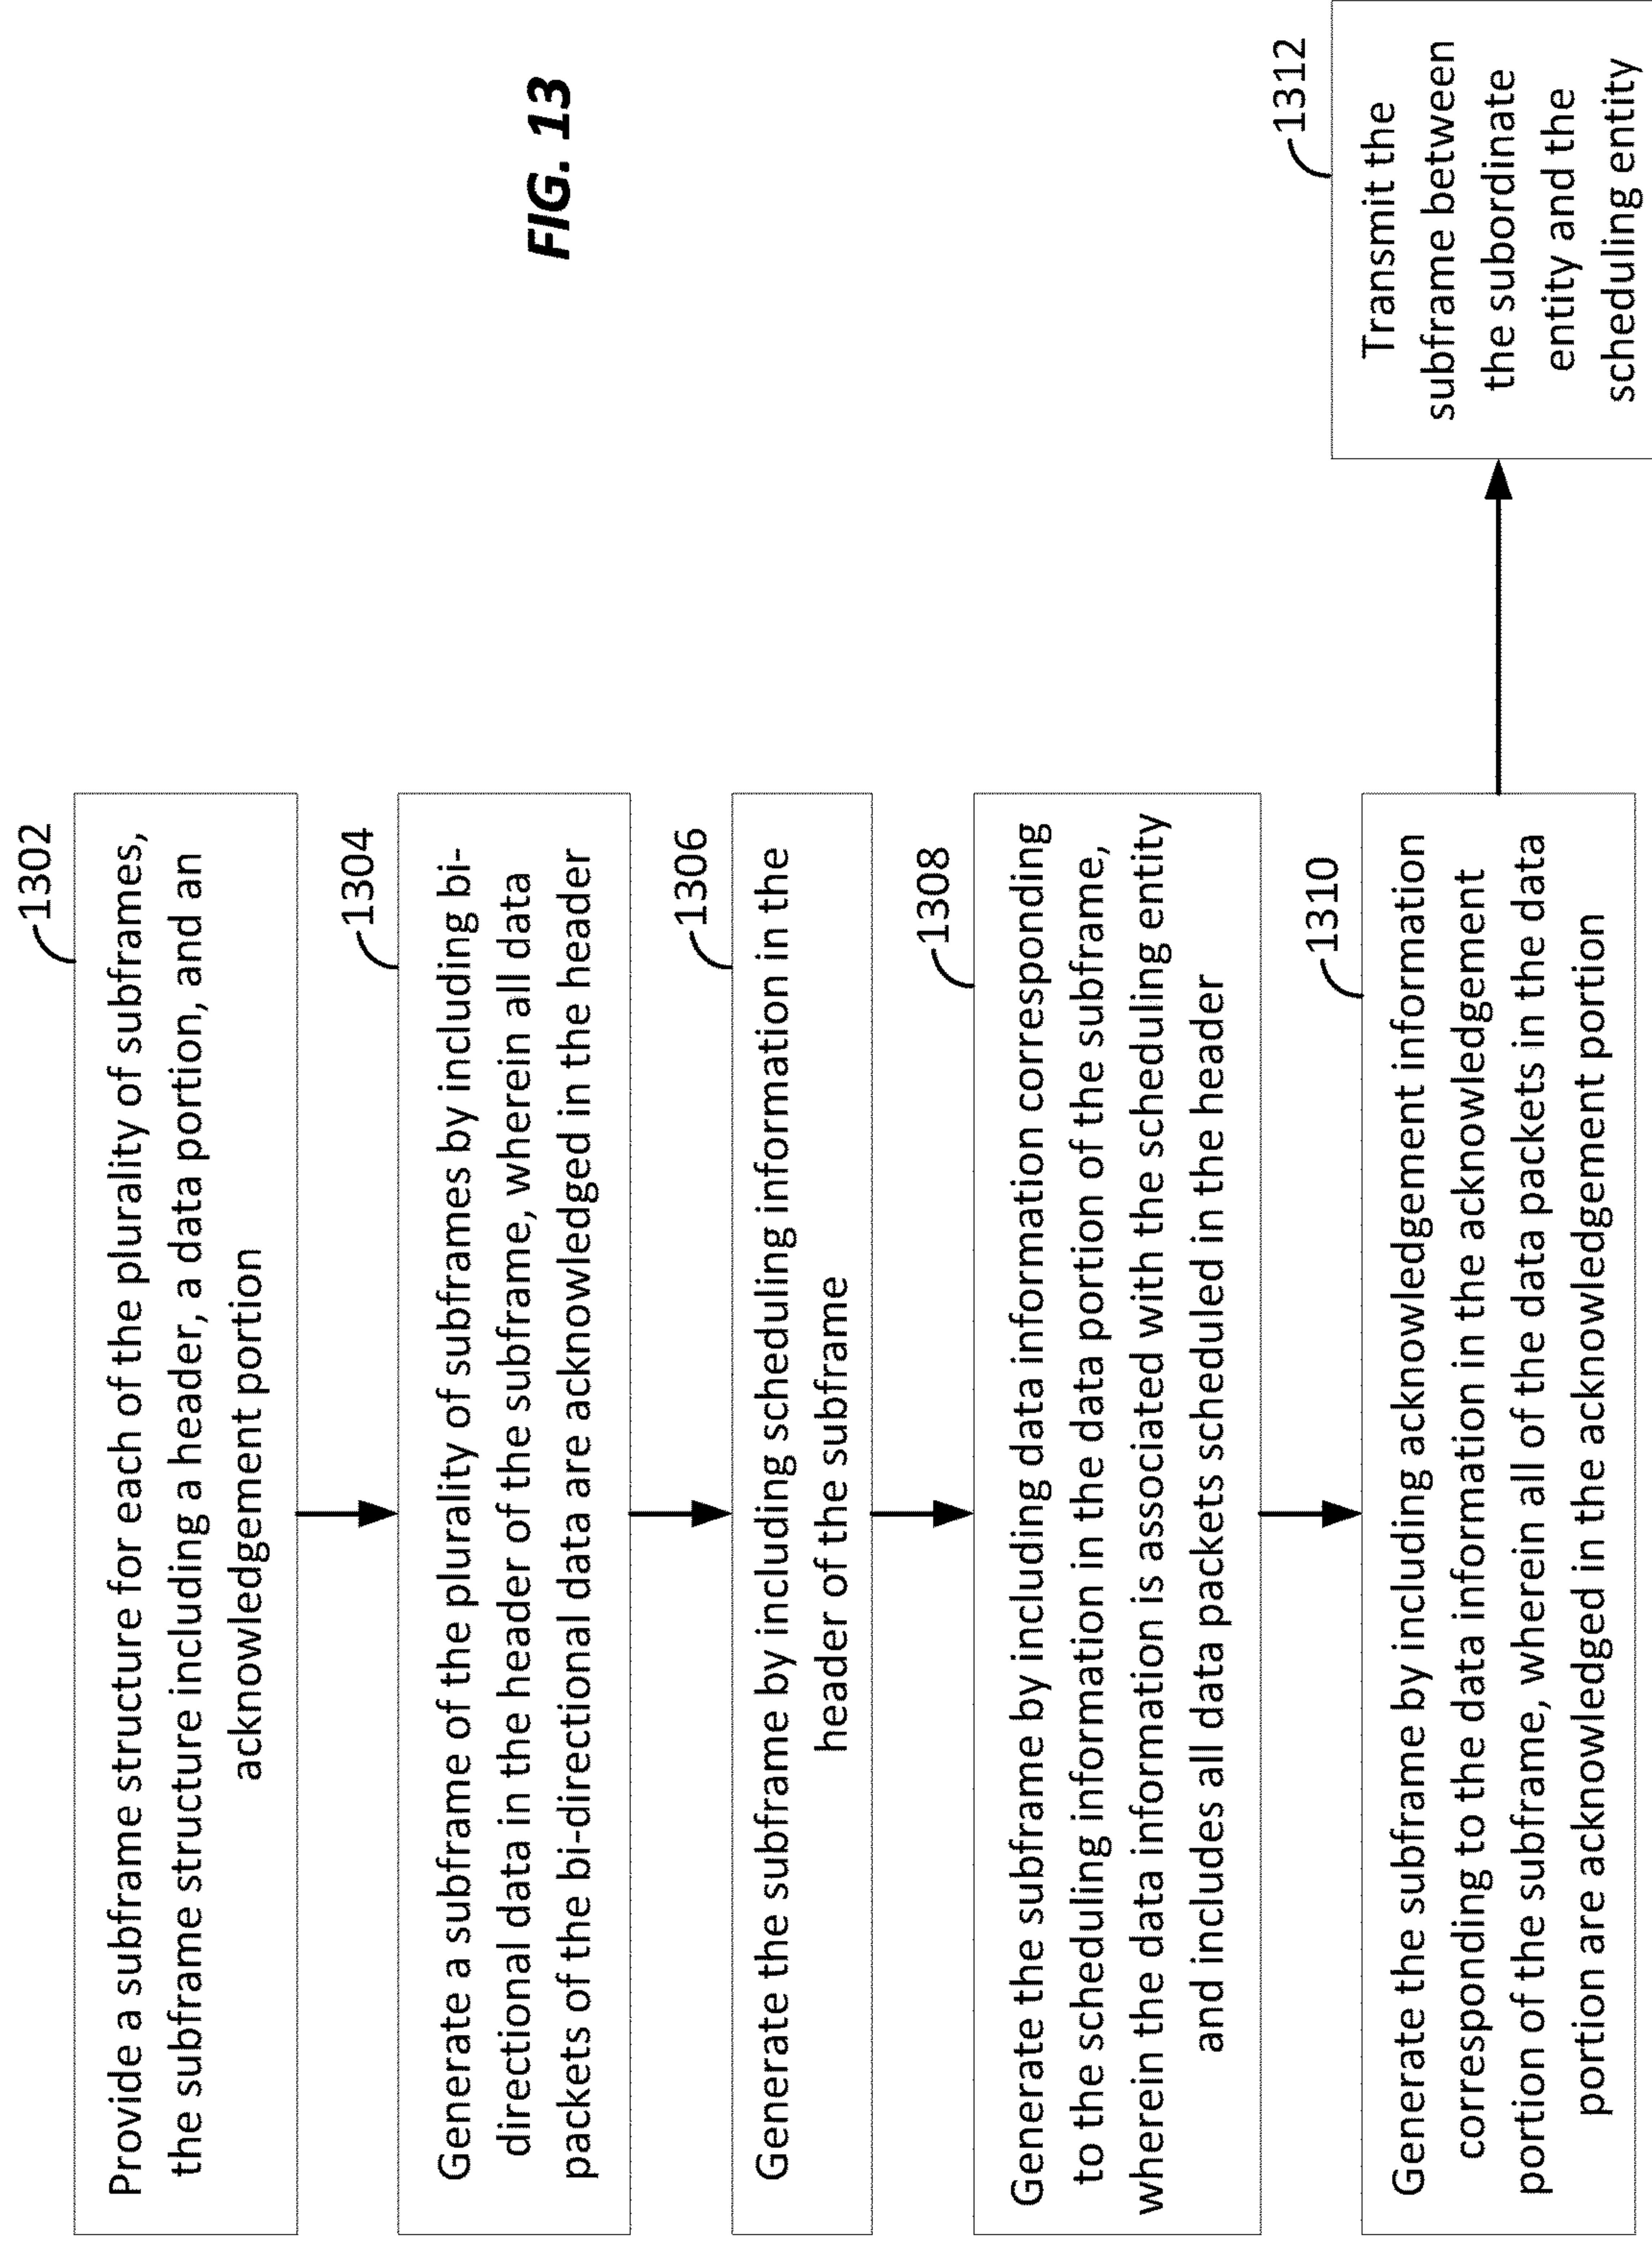 1302
Provide a subframe structure for each of the plurality of subframes,
the subframe structure including a header, a data portion, and an
acknowledgement portion
1304
Generate a subframe of the plurality of subframes by including bi-
directional data in the header of the subframe, wherein all data
packets of the bi-directional data are acknowledged in the header
1306
Generate the subframe by include scheduling information in the
header of the subframe
1308
Generate the subframe by including data information corresponding
to the scheduling information in the data portion of the subframe,
wherein the data information is associated with the scheduling entity
and includes all data packets scheduled in the header
1310
Generate the subframe by including acknowledgement information
corresponding to the data information in the acknowledgement
portion of the subframe, wherein all of the data packets in the data
portion are acknowledged in the acknowledgement portion
1312
Transmit the
subframe between
the subordinate
entity and the
scheduling entity
FIG. 13